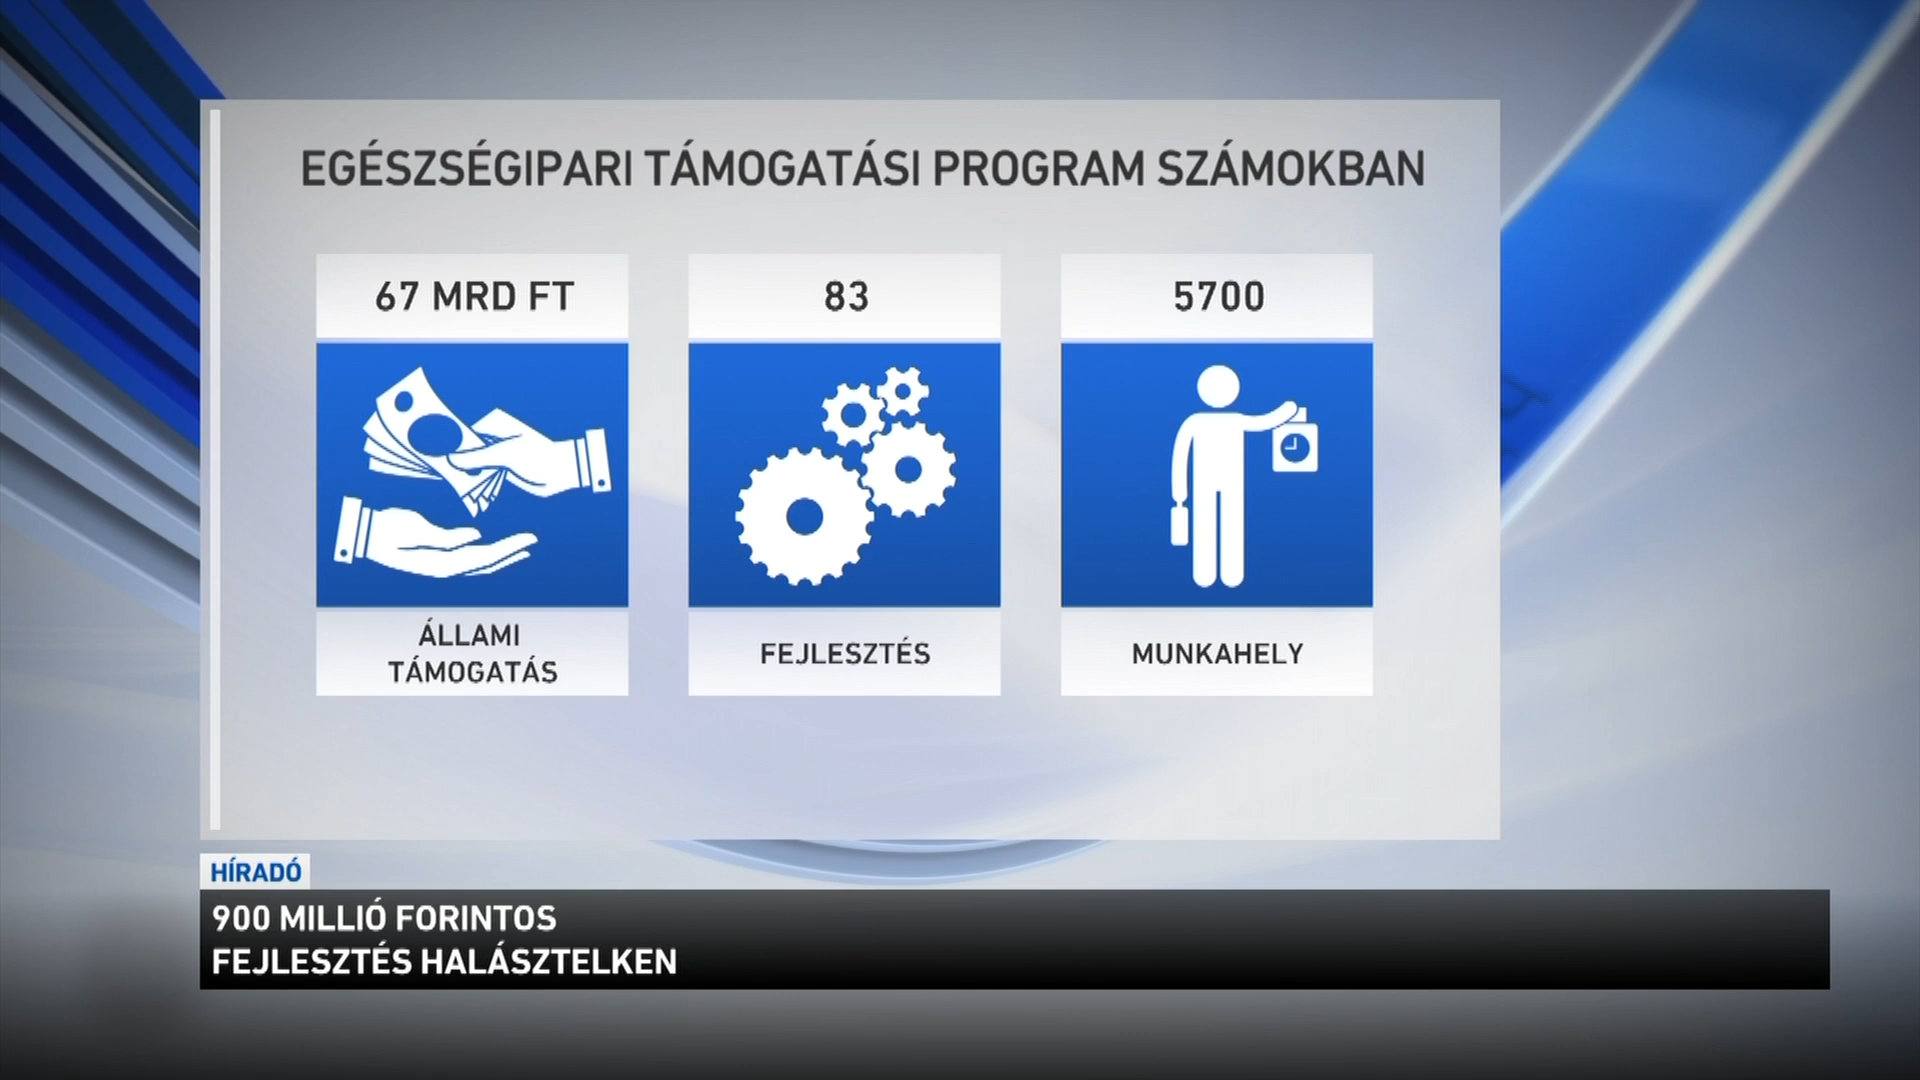 EGÉSZSÉGIPARI TÁMOGATÁSI PROGRAM SZÁMOKBAN
67 MRD FT
ÁLLAMI
TÁMOGATÁS
83
FEJLESZTÉS
5700
MUNKAHELY
HÍRADÓ
900 MILLIÓ FORINTOS
FEJLESZTÉS HALÁSZTELKEN